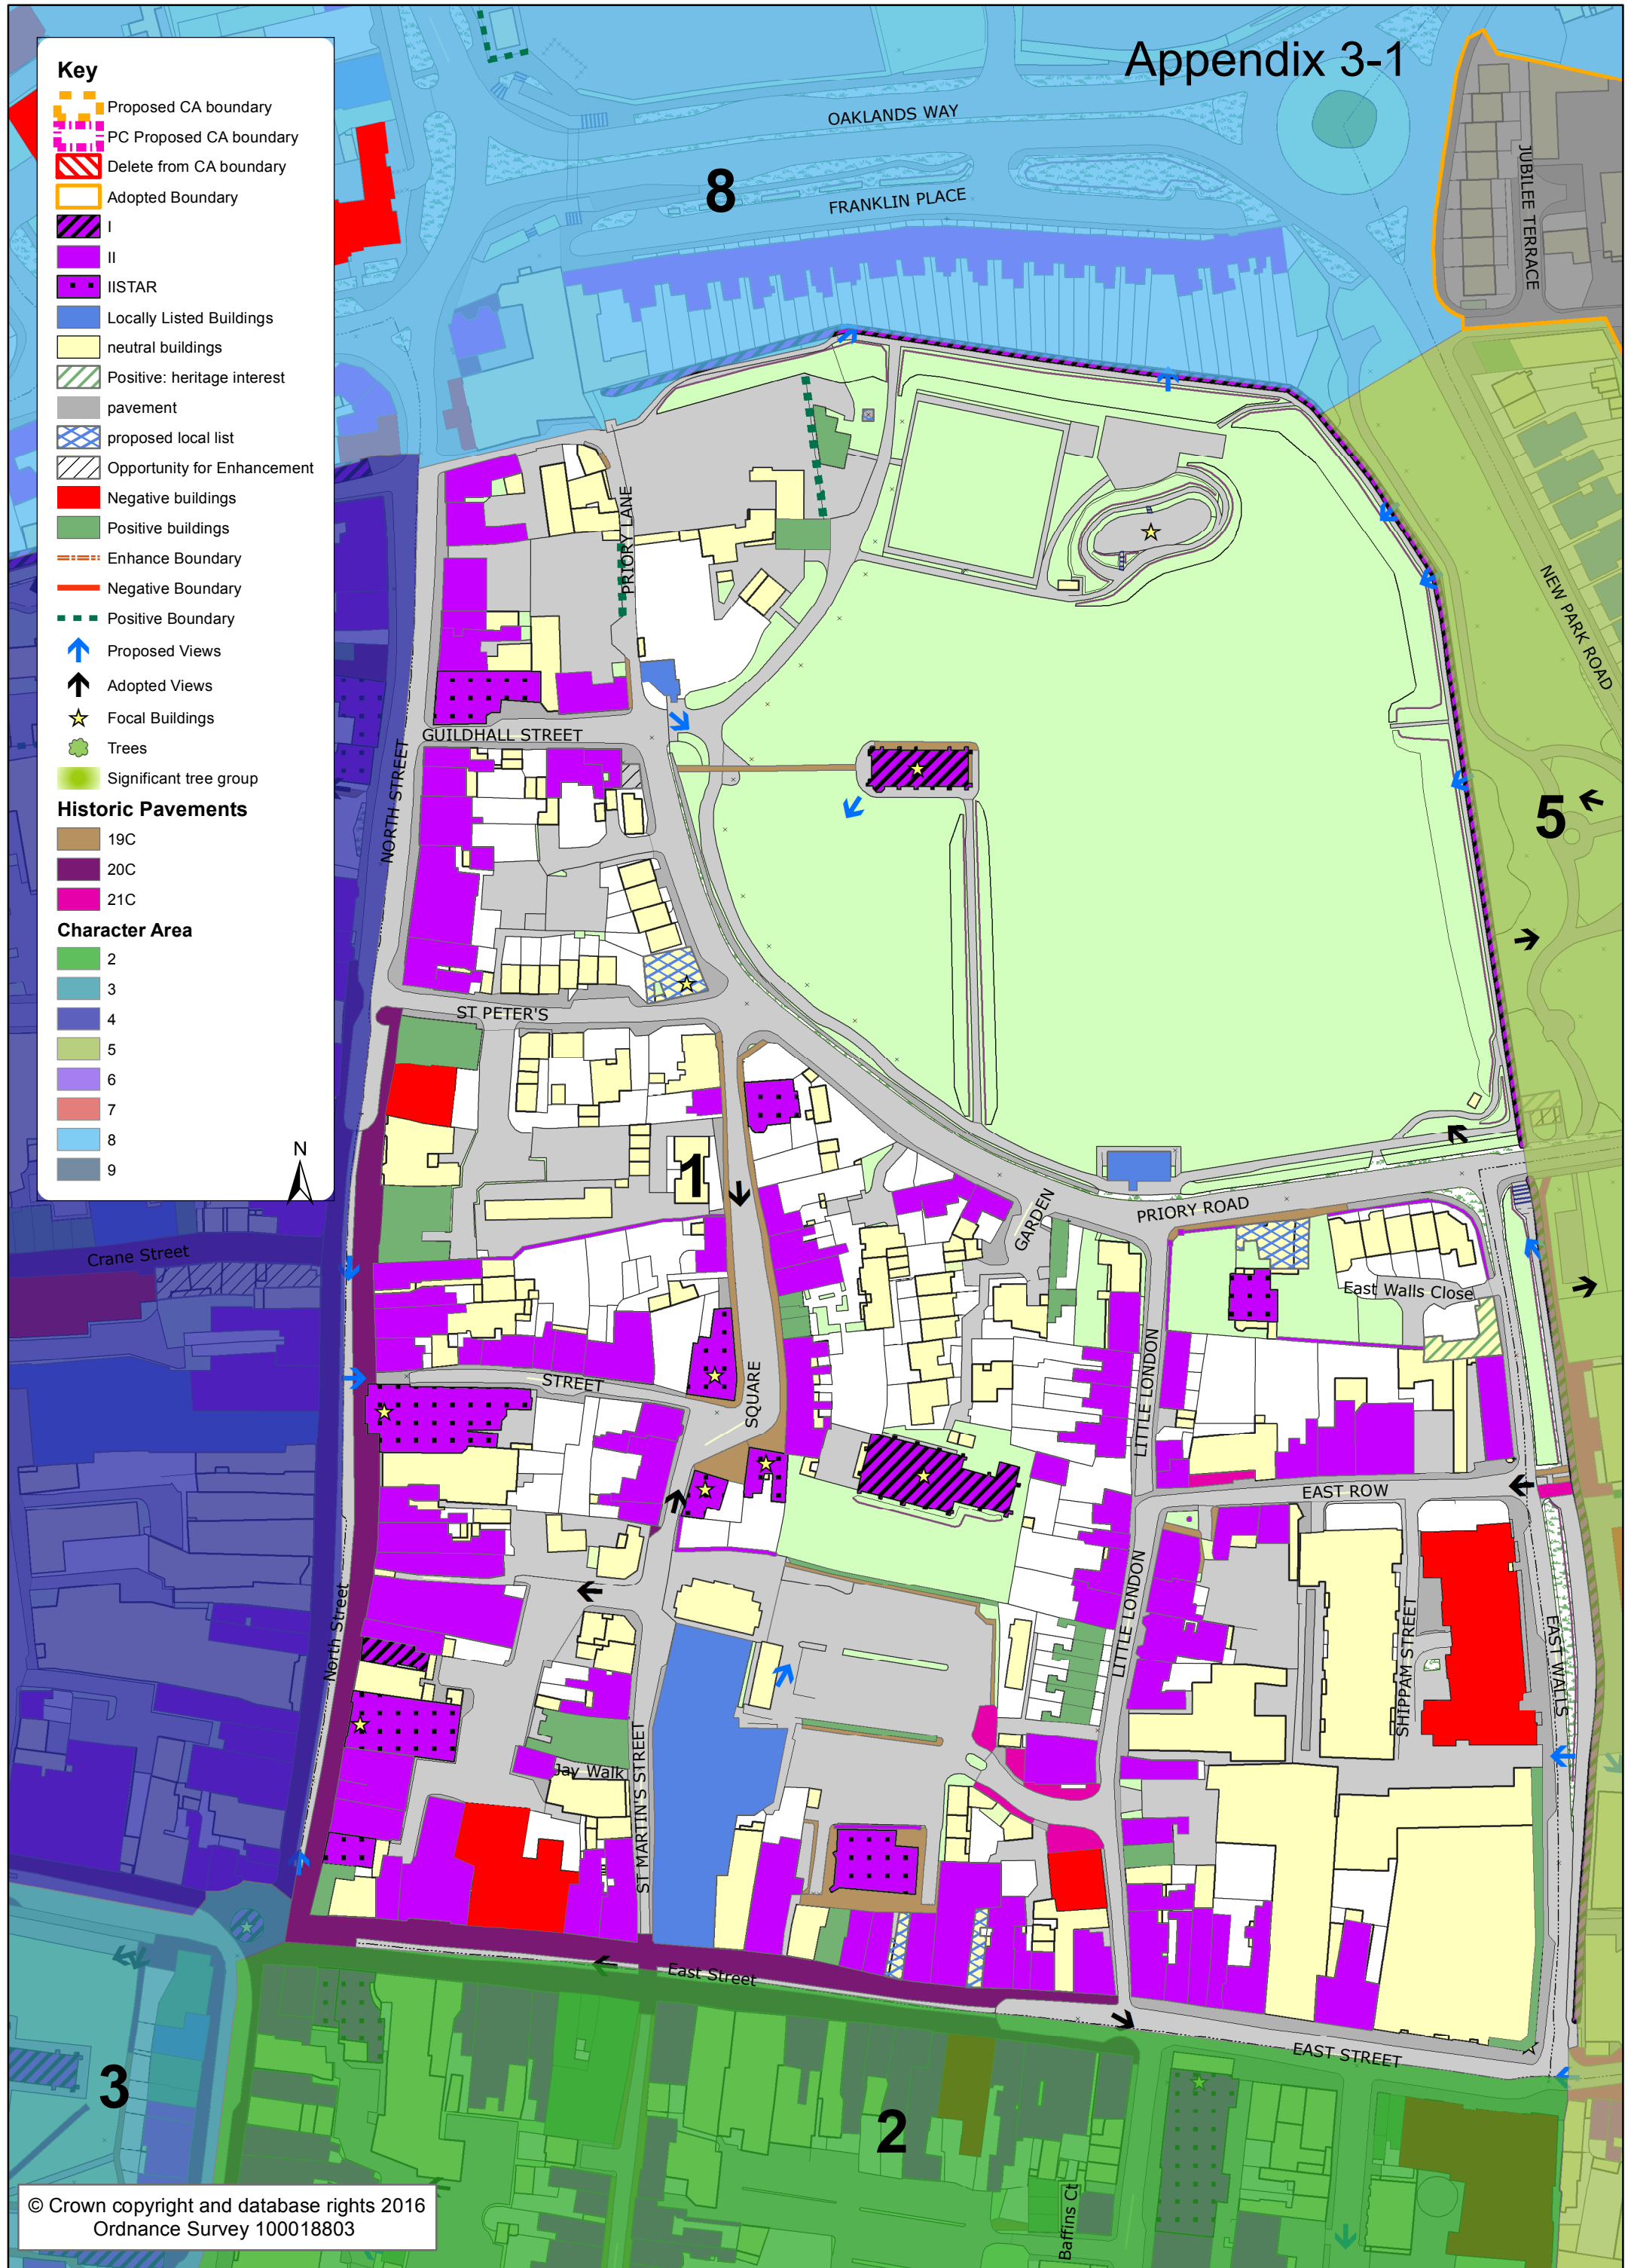 Appendix 3-1
Key
Proposed CA boundary
PC Proposed CA boundary
Delete from CA boundary
Adopted Boundary
I
II
IISTAR
Locally Listed Buildings
neutral buildings
Positive: heritage interest
pavement
proposed local list
Opportunity for Enhancement
Negative buildings
Positive buildings
Enhance Boundary
Negative Boundary
Positive Boundary
Proposed Views
Adopted Views
Focal Buildings
Trees
Significant tree group
Historic Pavements
19C
20C
21C
Character Area
2
3
4
5
6
7
8
9
N
OAKLANDS WAY
8
FRANKLIN PLACE
JUBILEE TERRACE
PRIORY LANE
NEW PARK ROAD
GUILDHALL STREET
NORTH STREET
5
ST PETER'S
1
GARDEN
PRIORY ROAD
Crane Street
East Walls Close
STREET
SQUARE
LITTLE LONDON
EAST ROW
North Street
LITTLE LONDON
SHIPPAM STREET
EAST WALLS
Jay Walk
ST MARTIN'S STREET
East Street
EAST STREET
3
2
Baffins Ct
© Crown copyright and database rights 2016
Ordnance Survey 100018803